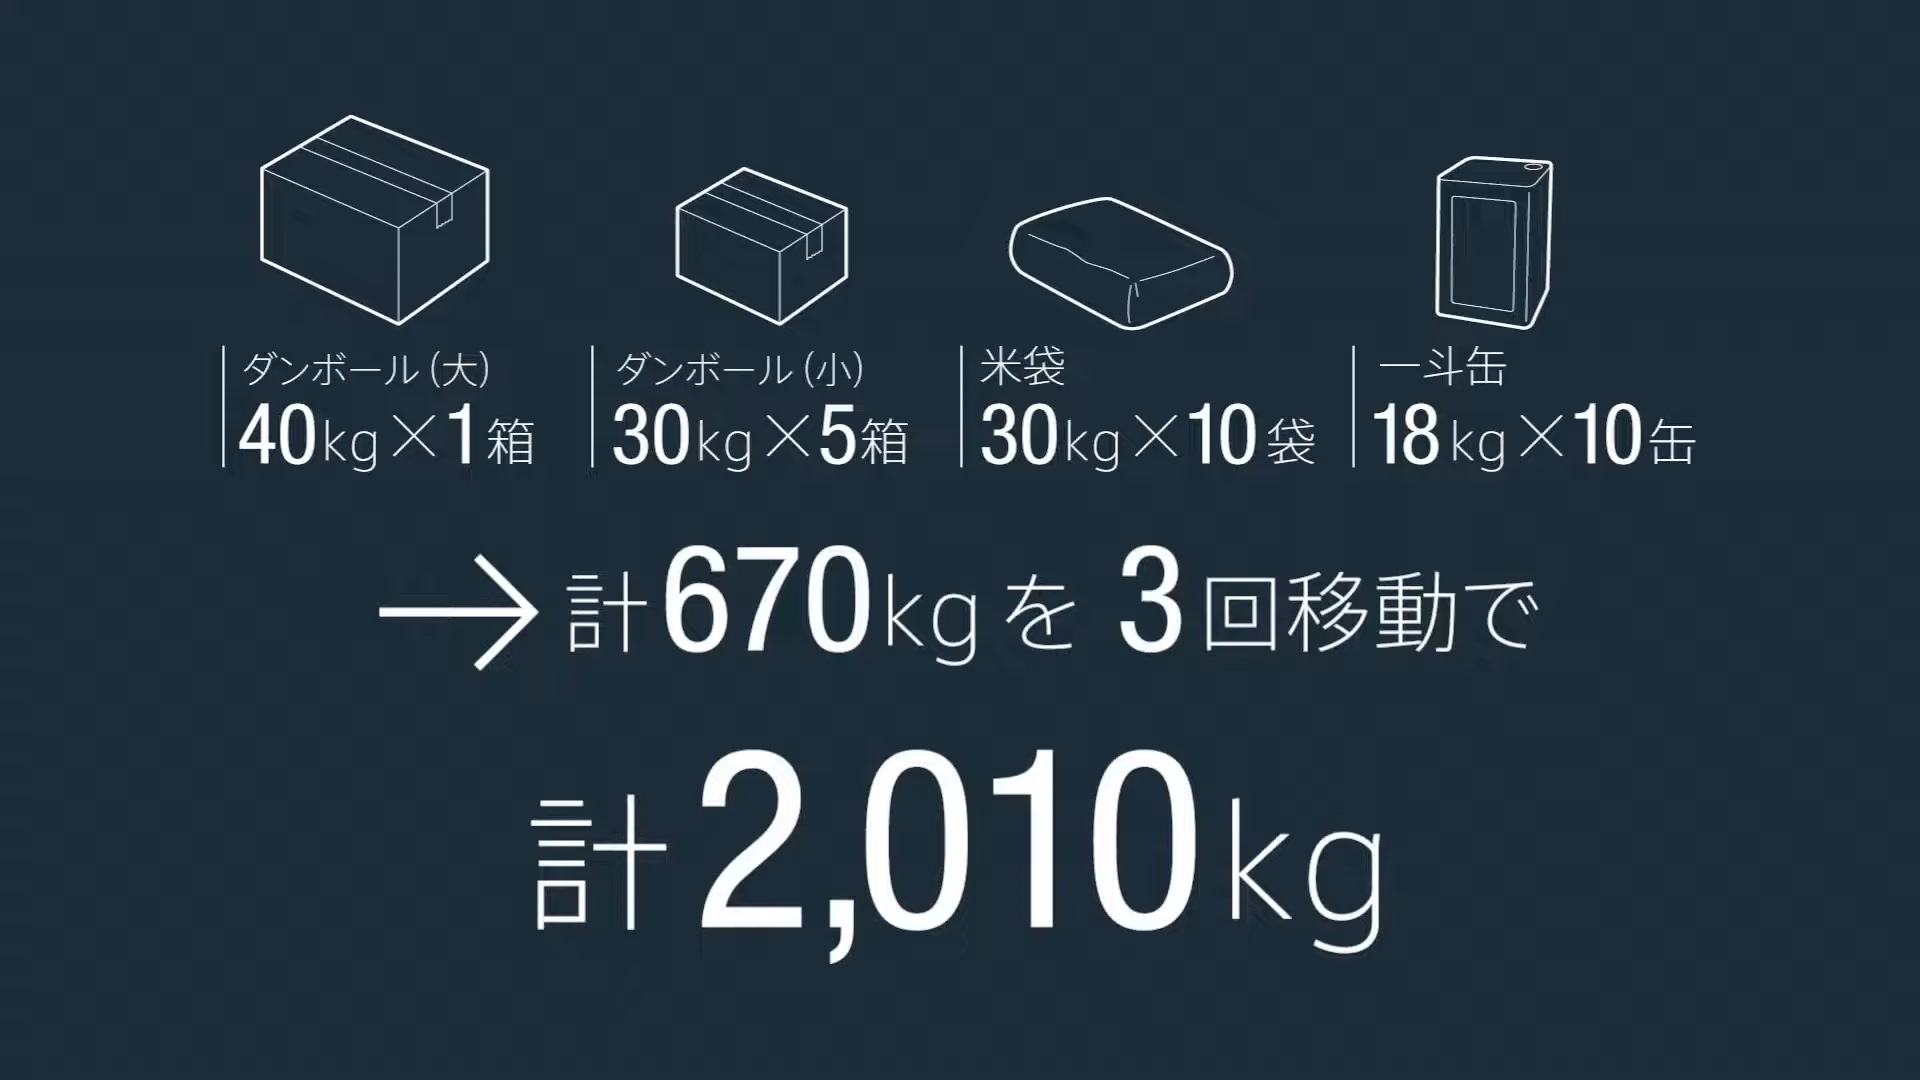 ダンボール(大)
40kg×1箱
ダンボール(小)
30kg×5箱
米袋
30kg×10袋
一斗缶
18kg×10缶
→計670kgを3回移動で
計2,010kg